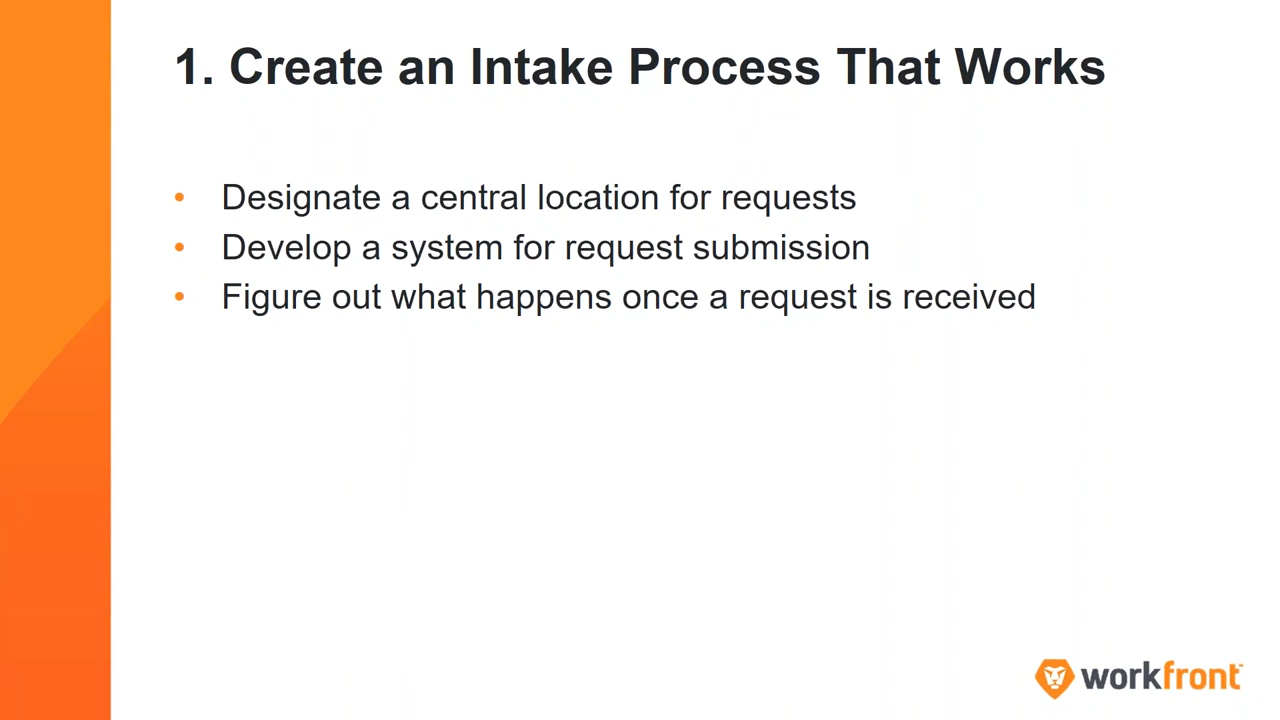 1. Create an Intake Process That Works
• Designate a central location for requests
• Develop a system for request submission
• Figure out what happens once a request is received
workfront™